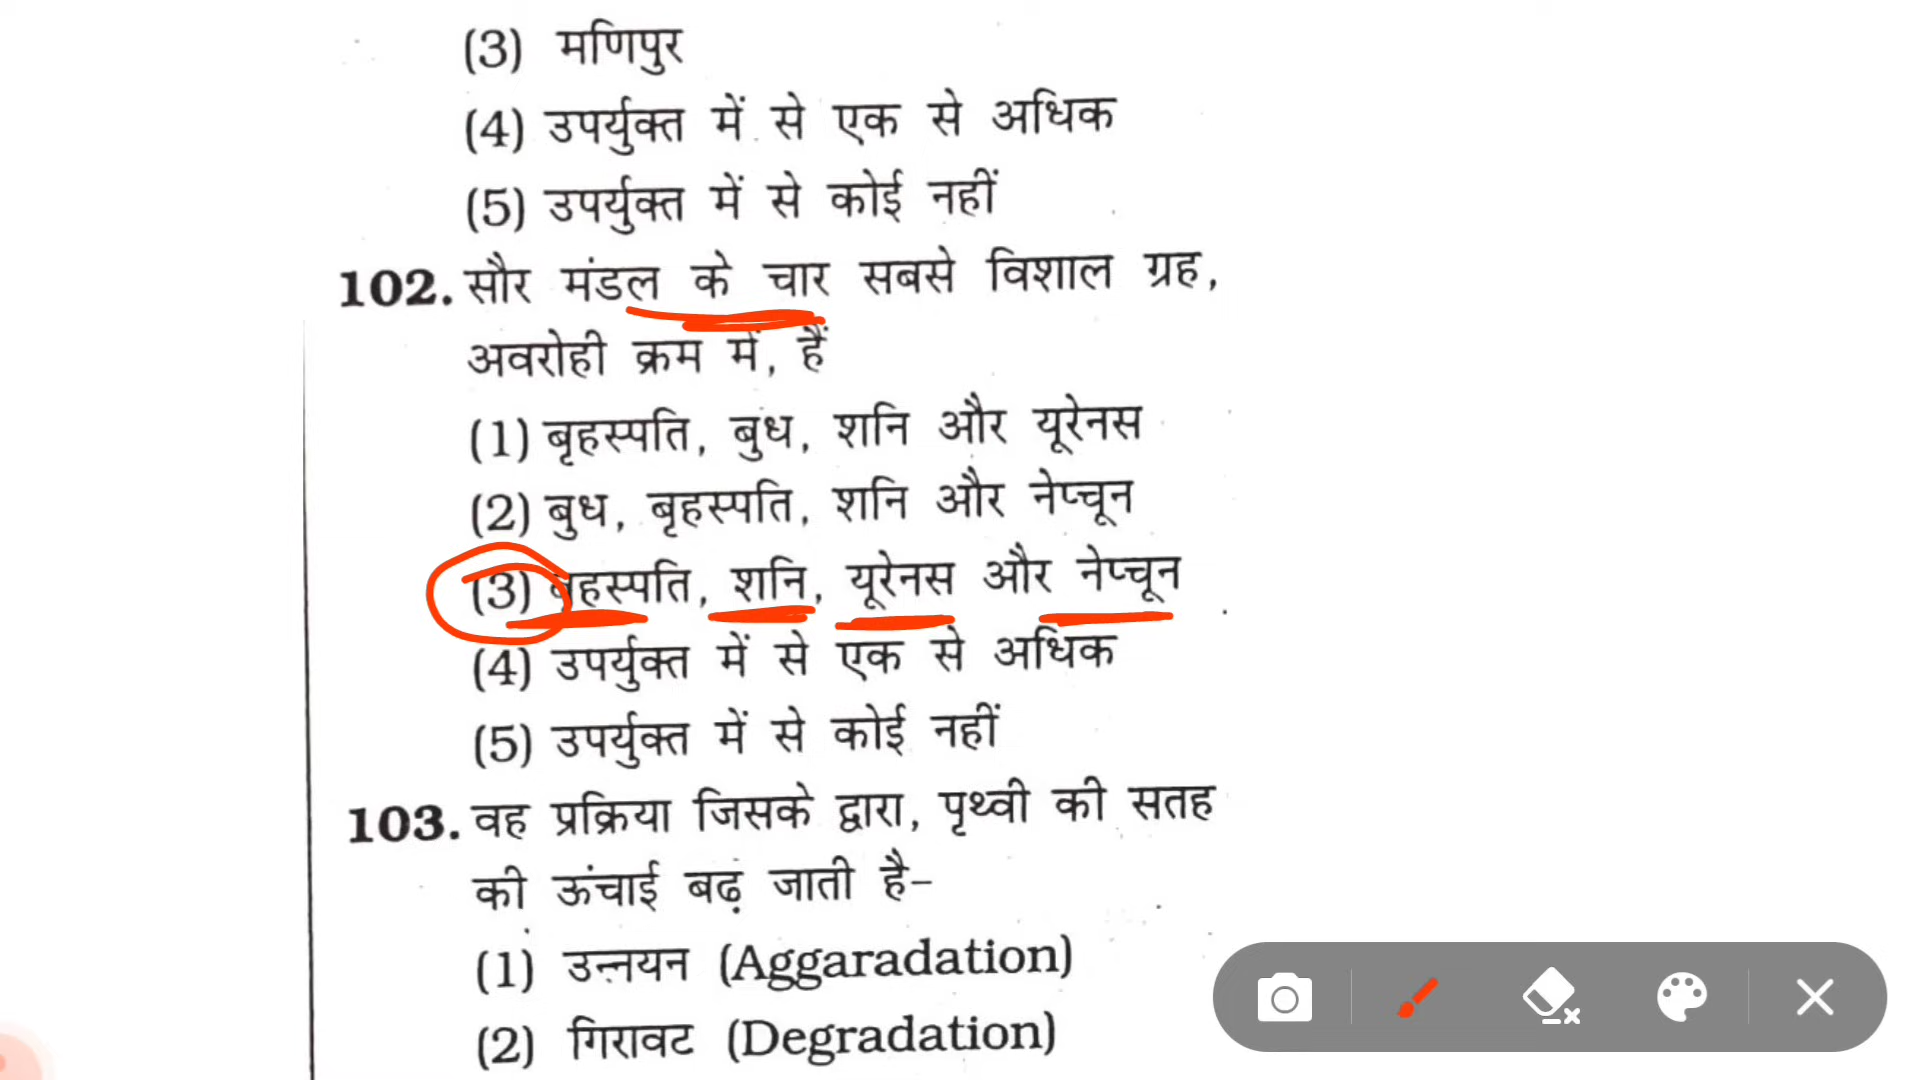 (3) मणिपुर
(4) उपर्युक्त में से एक से अधिक
(5) उपर्युक्त में से कोई नहीं
102. सौर मंडल के चार सबसे विशाल ग्रह,
अवरोही क्रम में, हैं
(1) बृहस्पति, बुध, शनि और यूरेनस
(2) बुध, बृहस्पति, शनि और नेप्चून
(3) बृहस्पति, शनि, यूरेनस और नेप्चून
(4) उपर्युक्त में से एक से अधिक
(5) उपर्युक्त में से कोई नहीं
103. वह प्रक्रिया जिसके द्वारा, पृथ्वी की सतह
की ऊंचाई बढ़ जाती है–
(1) उन्नयन (Aggaradation)
(2) गिरावट (Degradation)